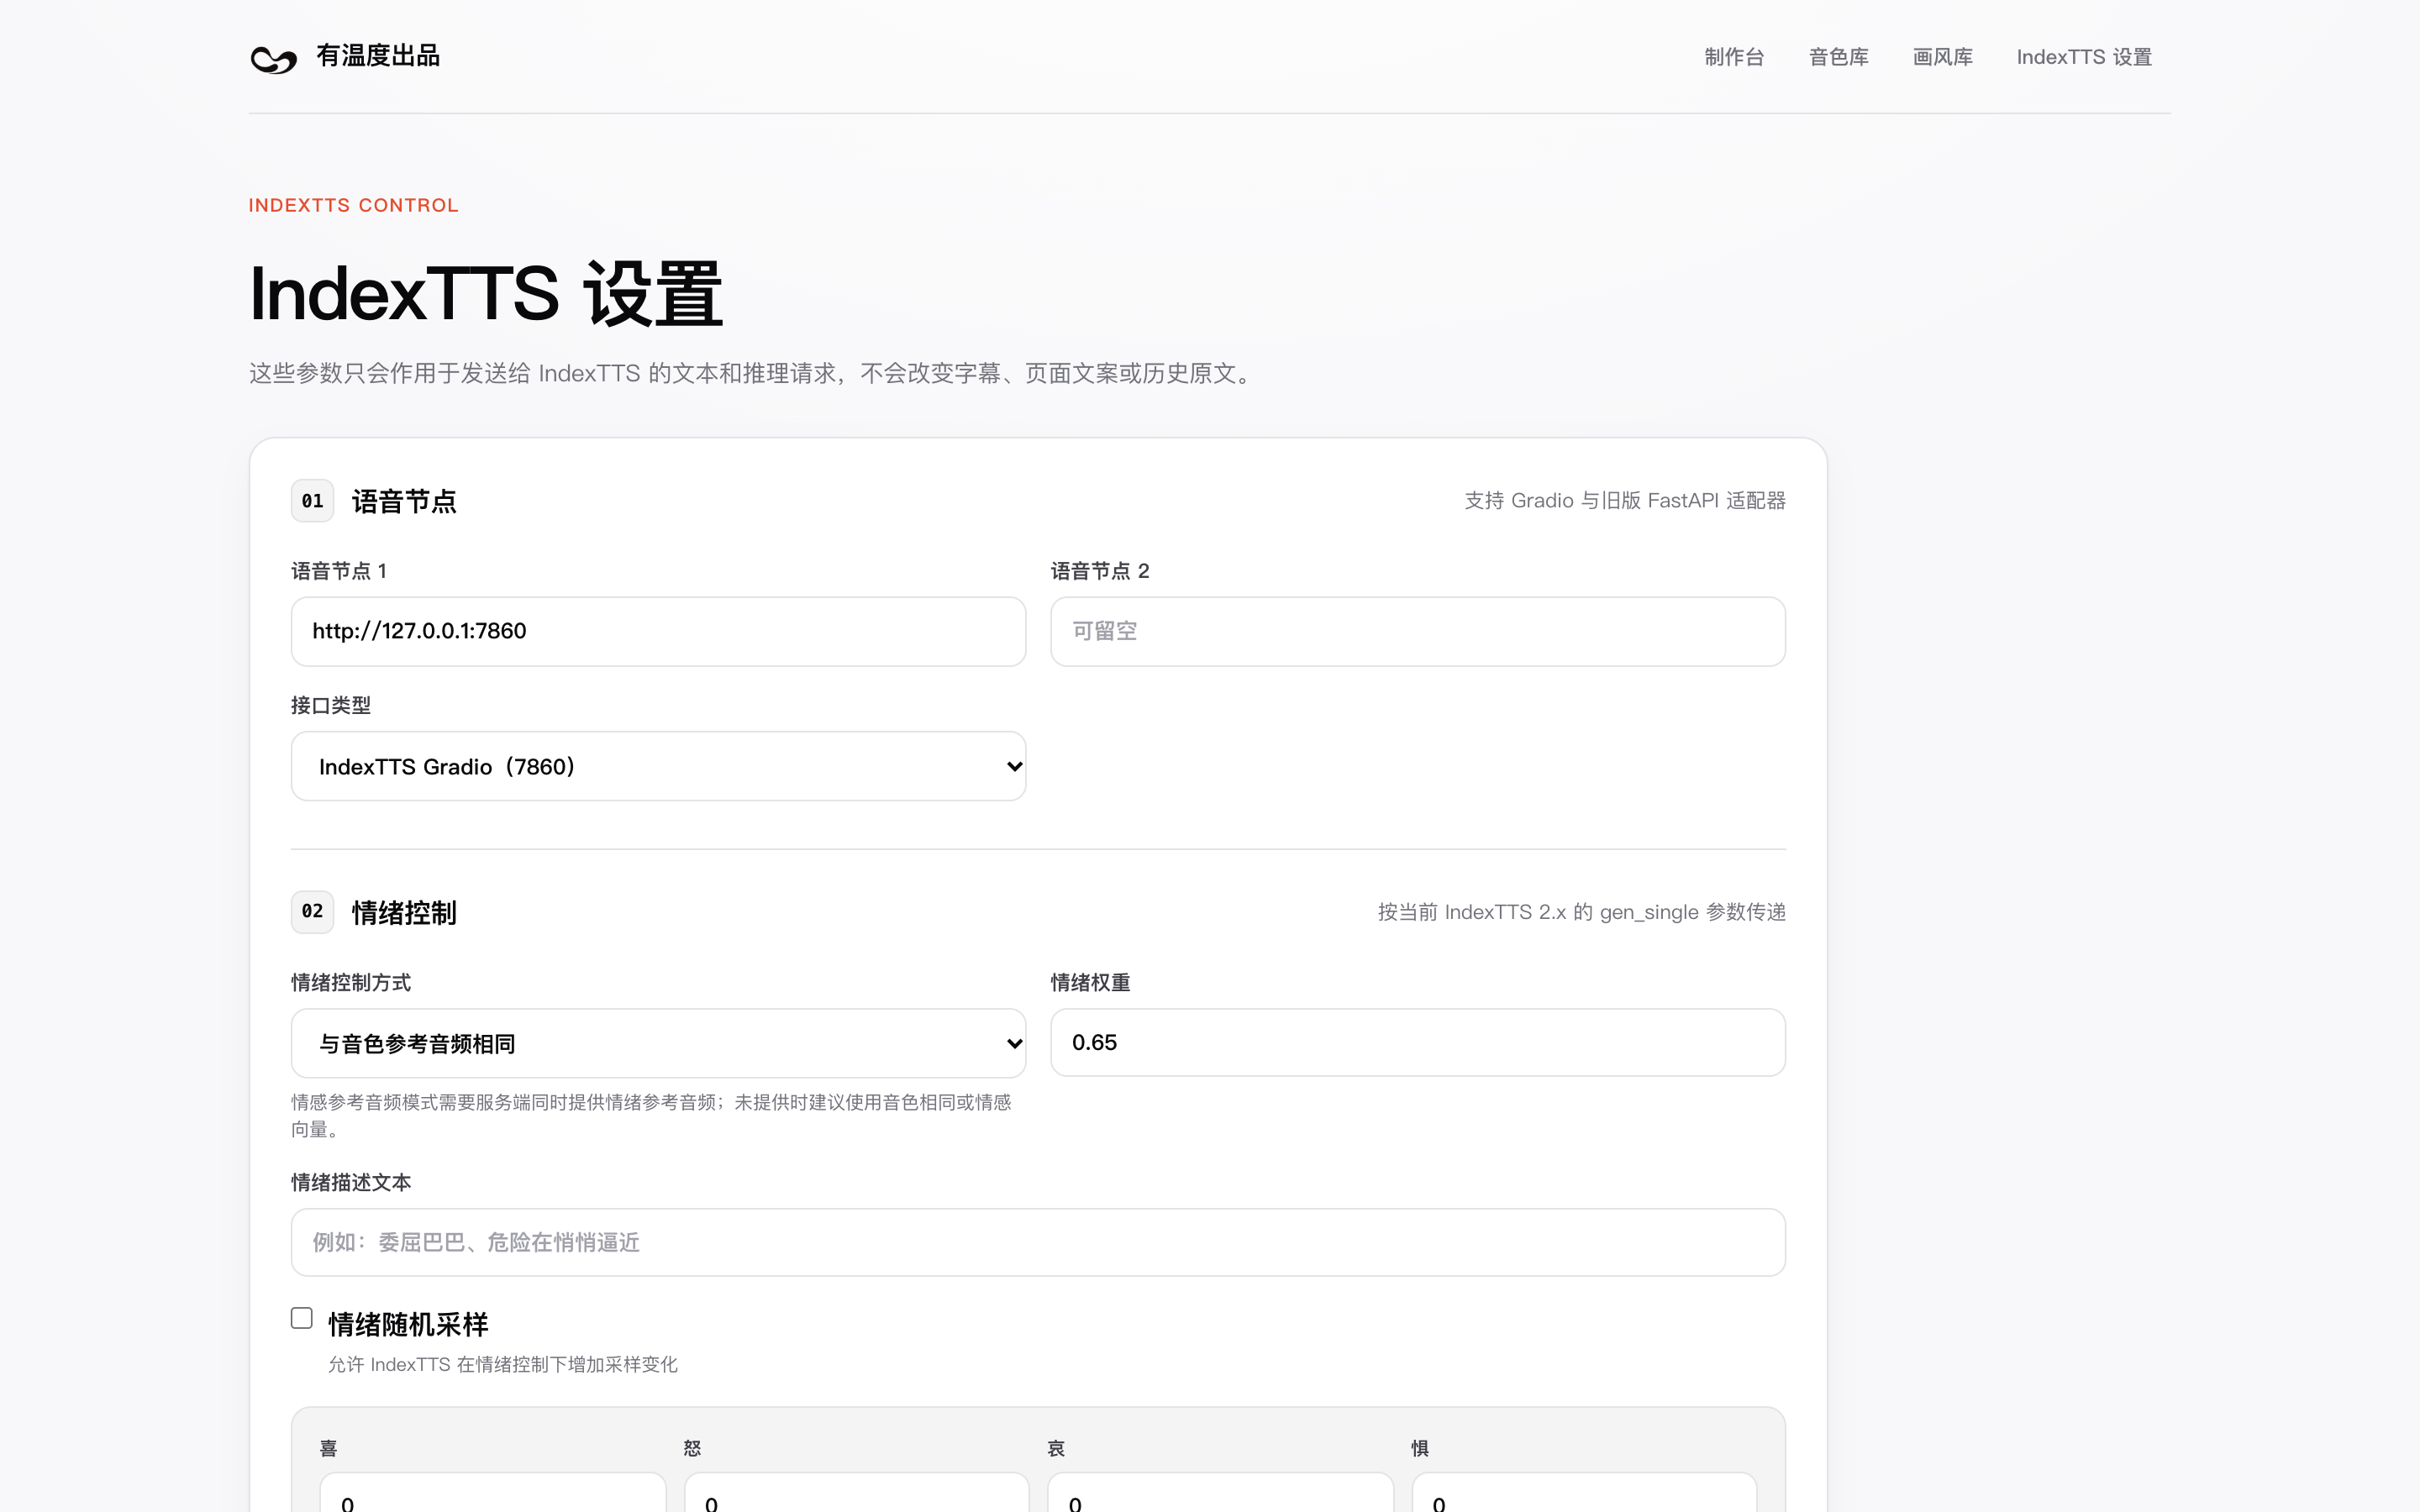 有温度出品
制作台 音色库 画风库 IndexTTS 设置
INDEXTTS CONTROL
IndexTTS 设置
这些参数只会作用于发送给 IndexTTS 的文本和推理请求，不会改变字幕、页面文案或历史原文。
01 语音节点 支持 Gradio 与旧版 FastAPI 适配器
语音节点 1 语音节点 2
http://127.0.0.1:7860 可留空
接口类型
IndexTTS Gradio（7860）
02 情绪控制 按当前 IndexTTS 2.x 的 gen_single 参数传递
情绪控制方式 情绪权重
与音色参考音频相同 0.65
情感参考音频模式需要服务端同时提供情绪参考音频；未提供时建议使用音色相同或情感
向量。
情绪描述文本
例如：委屈巴巴、危险在悄悄逼近
情绪随机采样
允许 IndexTTS 在情绪控制下增加采样变化
喜 怒 哀 惧
0 0 0 0